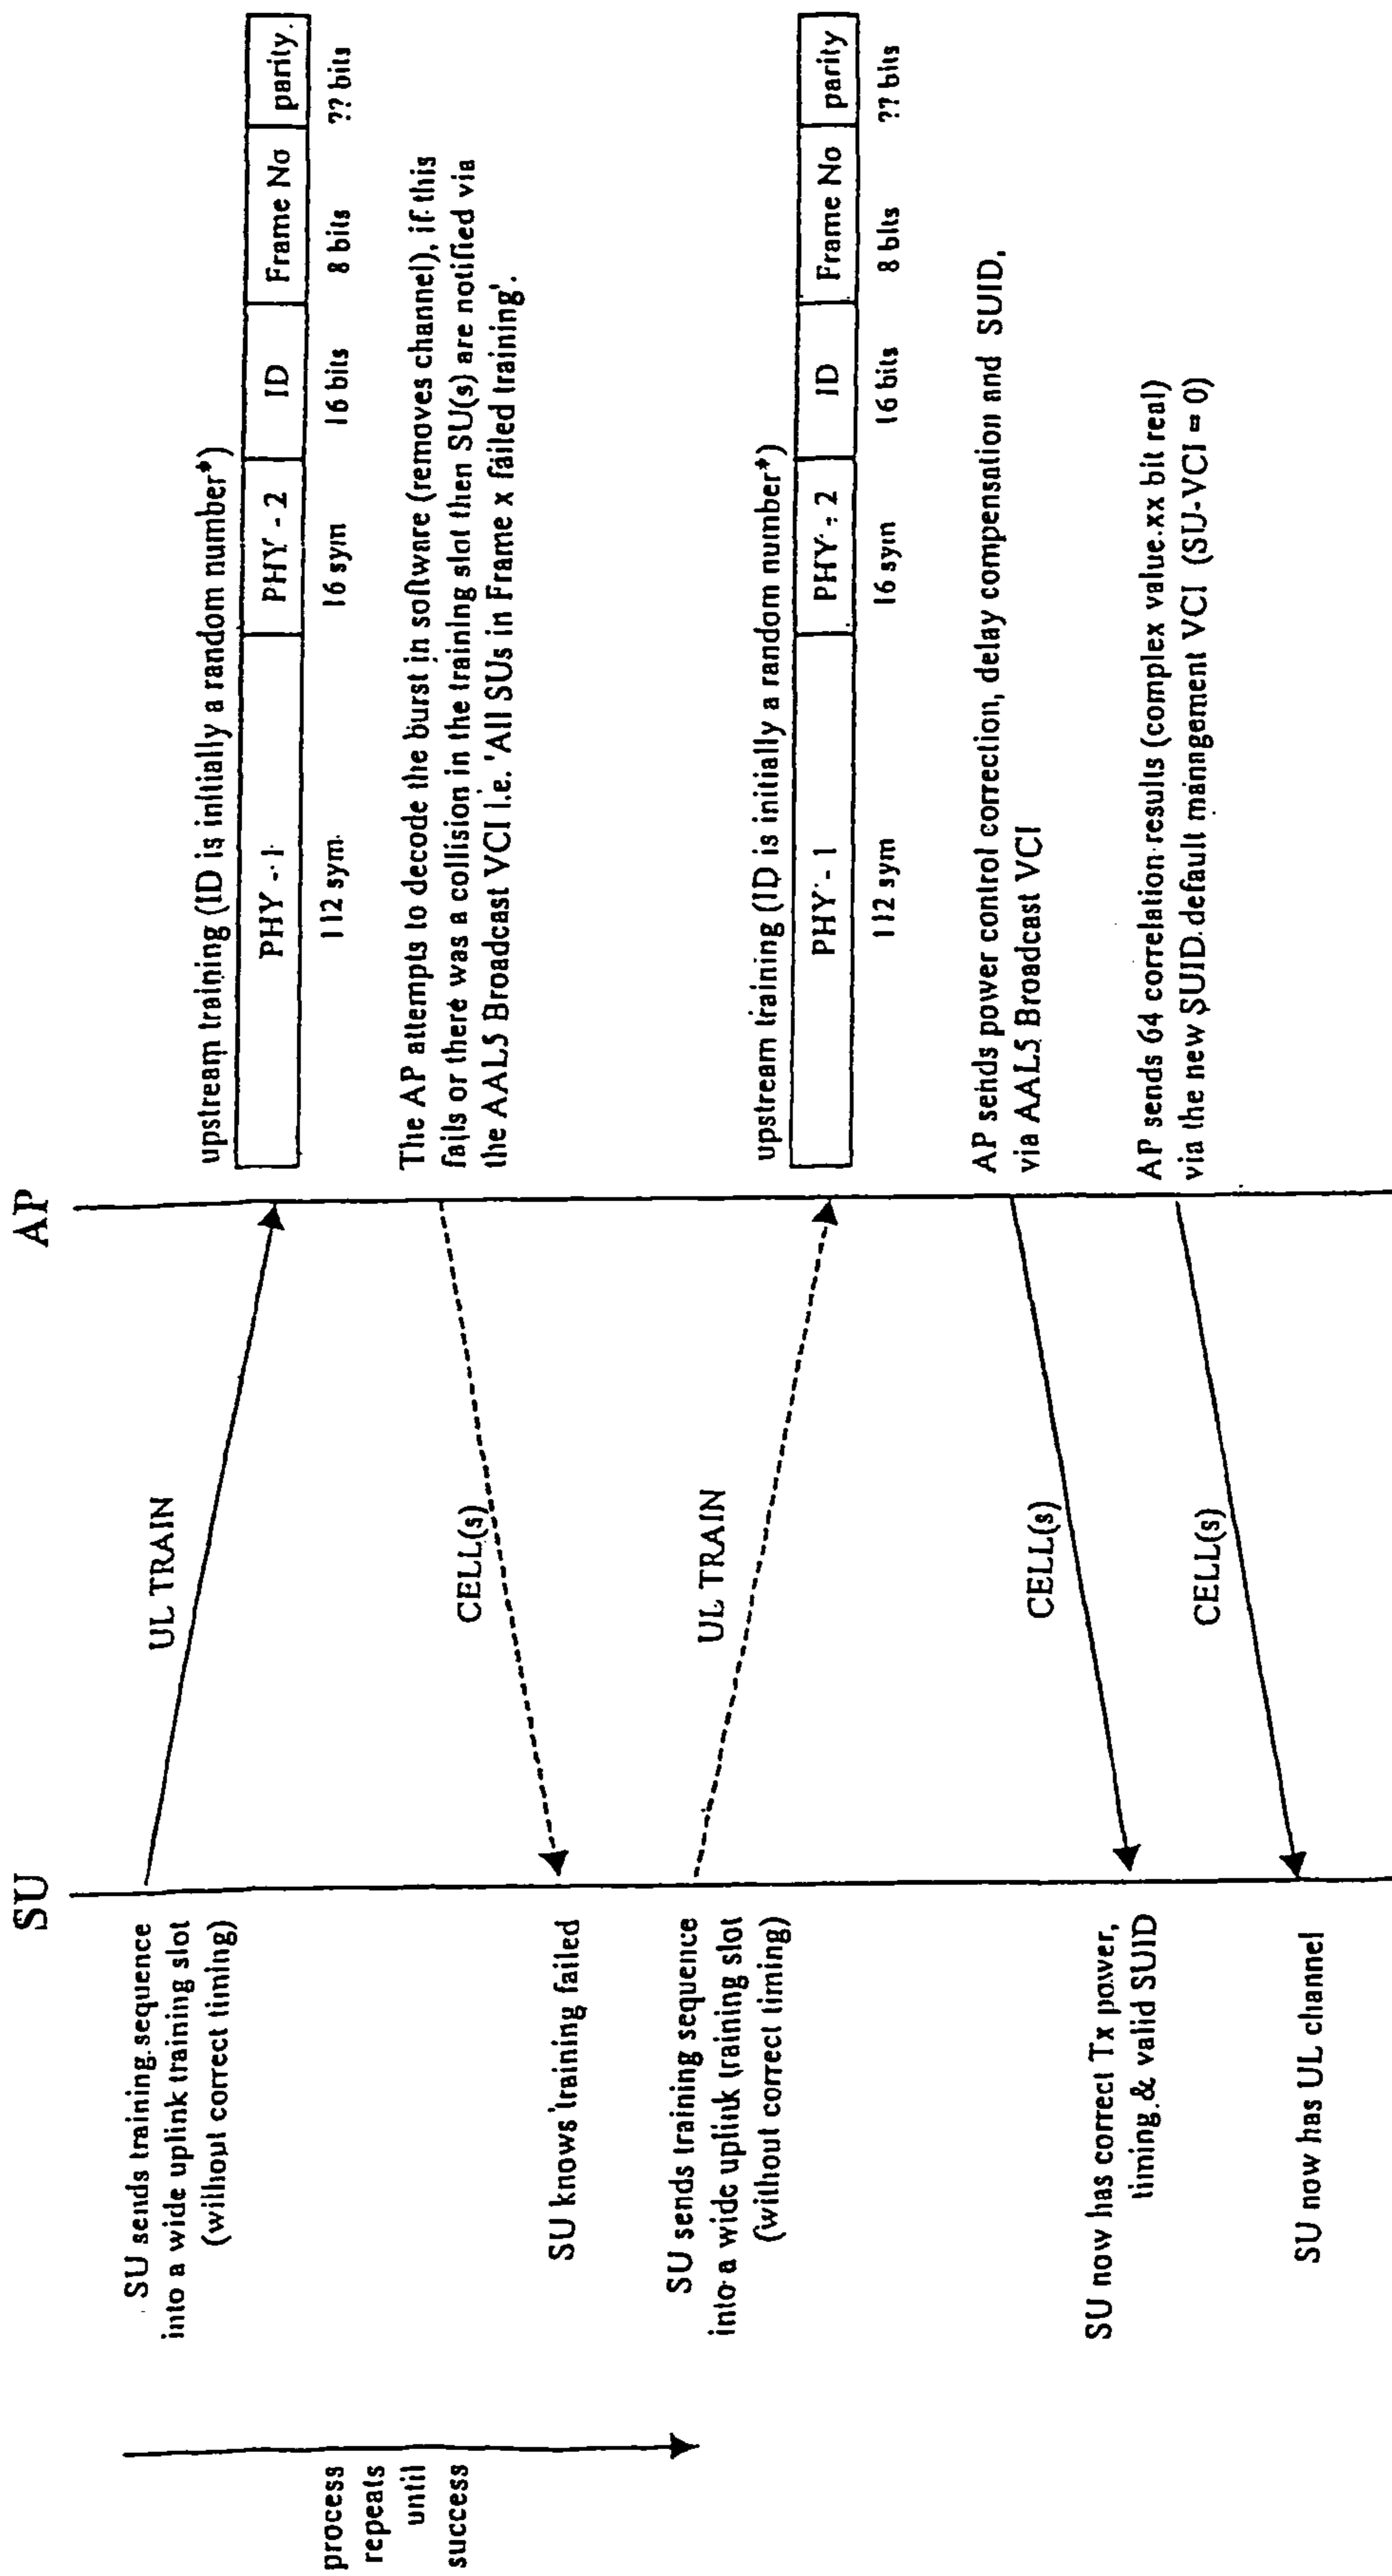 SU
AP
SU sends training sequence
into a wide uplink training slot
(without correct timing)
UL TRAIN
upstream training (ID is initially a random number*)
PHY - 1
PHY - 2
ID
Frame No
parity
112 sym
16 sym
16 bits
8 bits
?? bits
process
repeats
until
success
The AP attempts to decode the burst in software (removes channel), if this
fails or there was a collision in the training slot then SU(s) are notified via
the AAL5 Broadcast VCI i.e. 'All SUs in Frame x failed training'.
CELL(s)
SU knows training failed
SU sends training sequence
into a wide uplink training slot
(without correct timing)
UL TRAIN
upstream training (ID is initially a random number*)
PHY - 1
PHY - 2
ID
Frame No
parity
112 sym
16 sym
16 bits
8 bits
?? bits
AP sends power control correction, delay compensation and SUID,
via AAL5 Broadcast VCI
CELL(s)
SU now has correct Tx power,
timing & valid SUID
AP sends 64 correlation results (complex value xx bit real)
via the new SUID default management VCI (SU-VCI = 0)
CELL(s)
SU now has UL channel